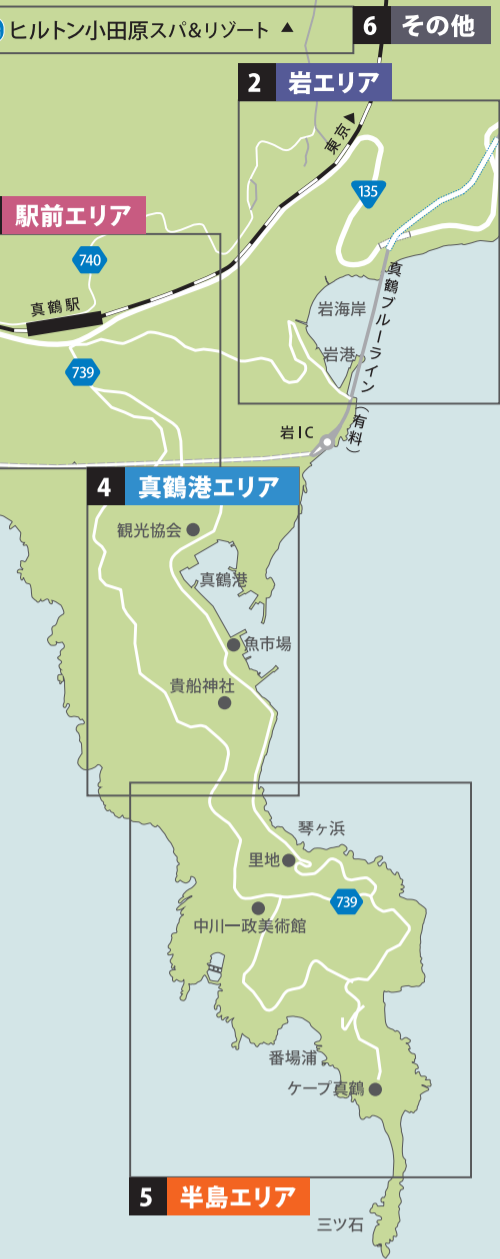 ヒルトン小田原スパ&リゾート ▲
6 その他
2 岩エリア
東京▲
135
駅前エリア
740
真鶴駅
739
真鶴ブルーライン(有料)
岩海岸
岩港
岩IC
4 真鶴港エリア
観光協会
真鶴港
魚市場
貴船神社
琴ヶ浜
里地
739
中川一政美術館
番場浦
ケープ真鶴
5 半島エリア
三ツ石